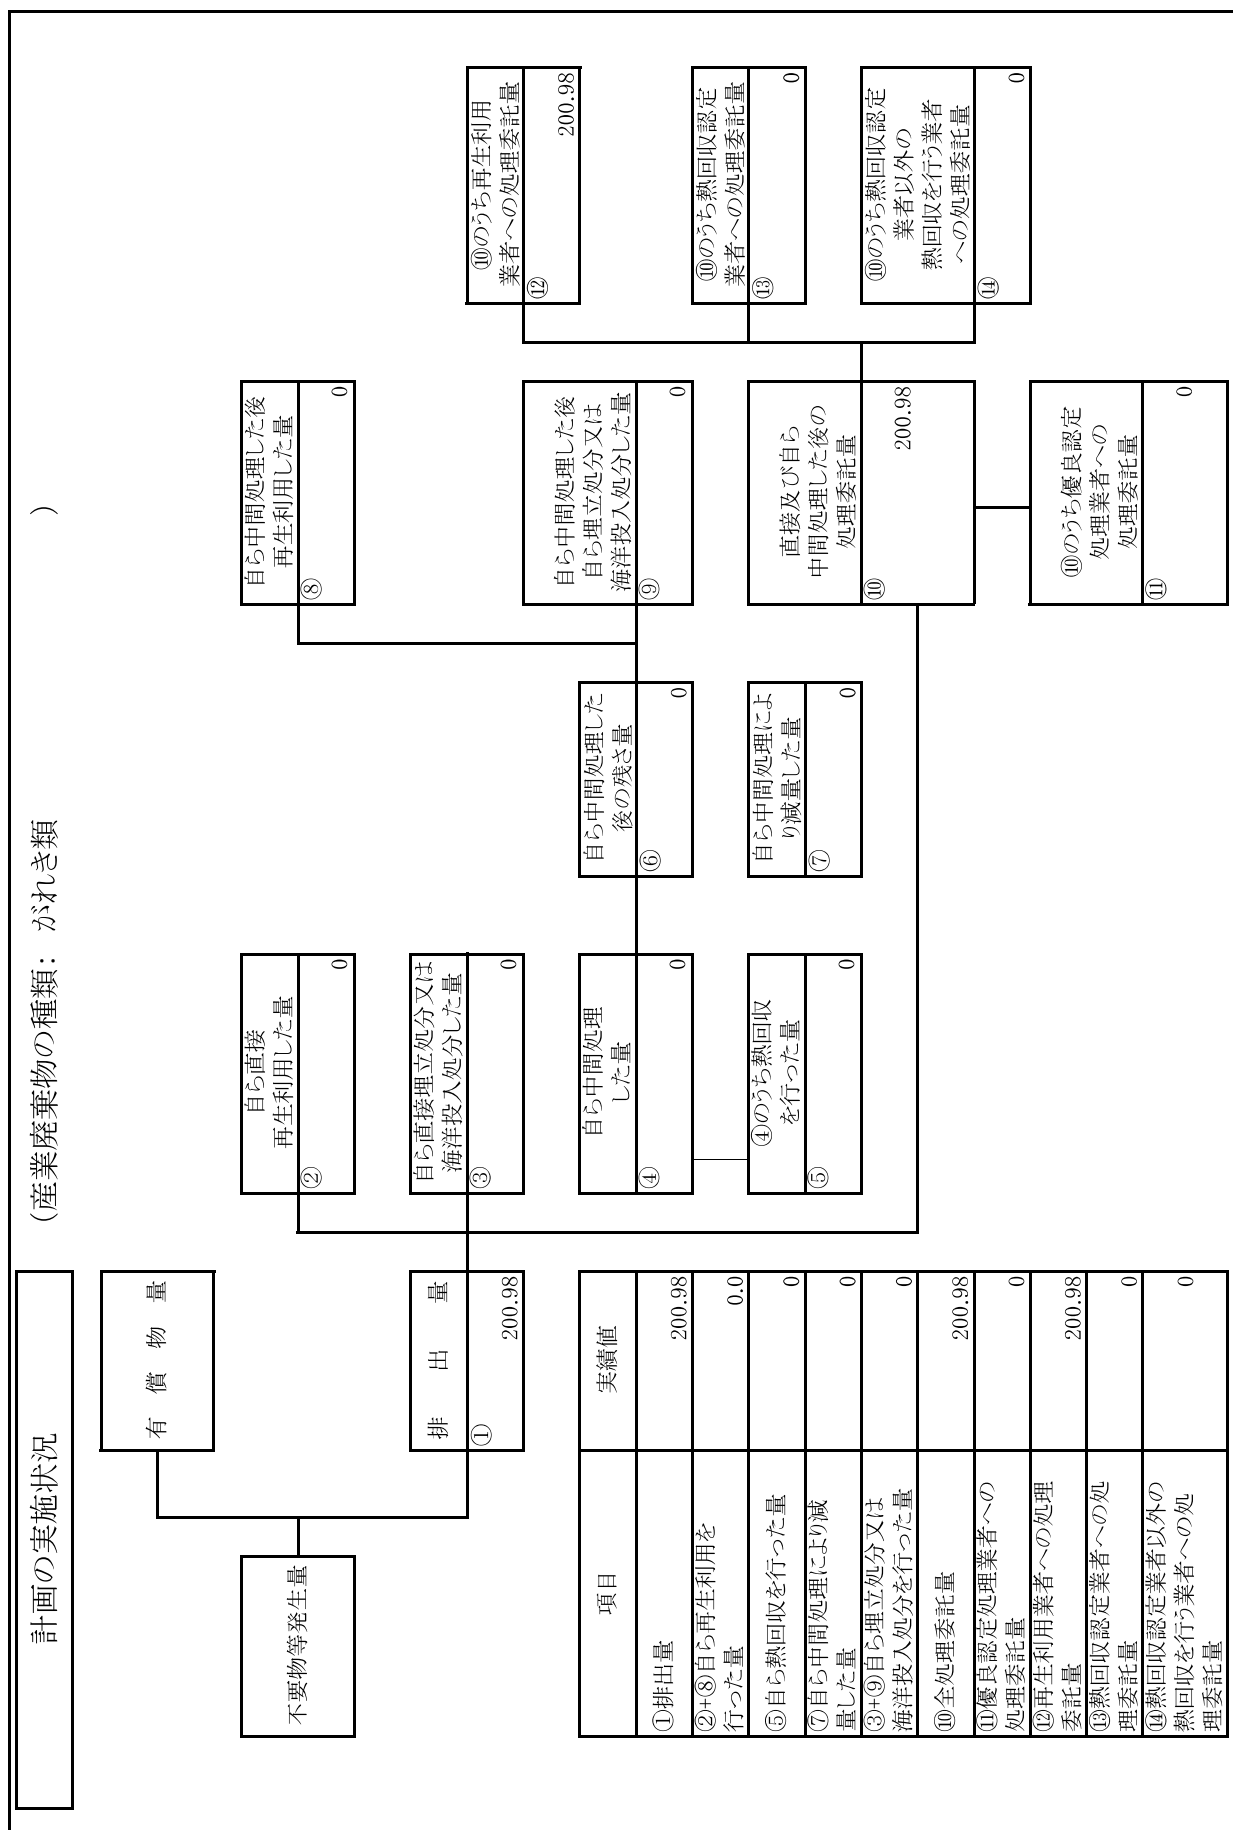 計画の実施状況
（産業廃棄物の種類： がれき類 ）
不要物等発生量
有償物量
排出量
①
200.98
自ら直接
再生利用した量
②
0
自ら直接埋立処分又は
海洋投入処分した量
③
0
自ら中間処理
した量
④
0
④のうち熱回収
を行った量
⑤
0
自ら中間処理した
後の残さ量
⑥
0
自ら中間処理によ
り減量した量
⑦
0
自ら中間処理した後
再生利用した量
⑧
0
自ら中間処理した後
自ら埋立処分又は
海洋投入処分した量
⑨
0
直接及び自ら
中間処理した後の
処理委託量
⑩
200.98
⑩のうち優良認定
処理業者への
処理委託量
⑪
0
⑩のうち再生利用
業者への処理委託量
⑫
200.98
⑩のうち熱回収認定
業者への処理委託量
⑬
0
⑩のうち熱回収認定
業者以外の
熱回収を行う業者
への処理委託量
⑭
0
項目 実績値
①排出量 200.98
②+⑧自ら再生利用を
行った量
0.0
⑤自ら熱回収を行った量 0
⑦自ら中間処理により減
量した量
0
③+⑨自ら埋立処分又は
海洋投入処分を行った量
0
⑩全処理委託量 200.98
⑪優良認定処理業者への
処理委託量
0
⑫再生利用業者への処理
委託量
200.98
⑬熱回収認定業者への処
理委託量
0
⑭熱回収認定業者以外の
熱回収を行う業者への処
理委託量
0